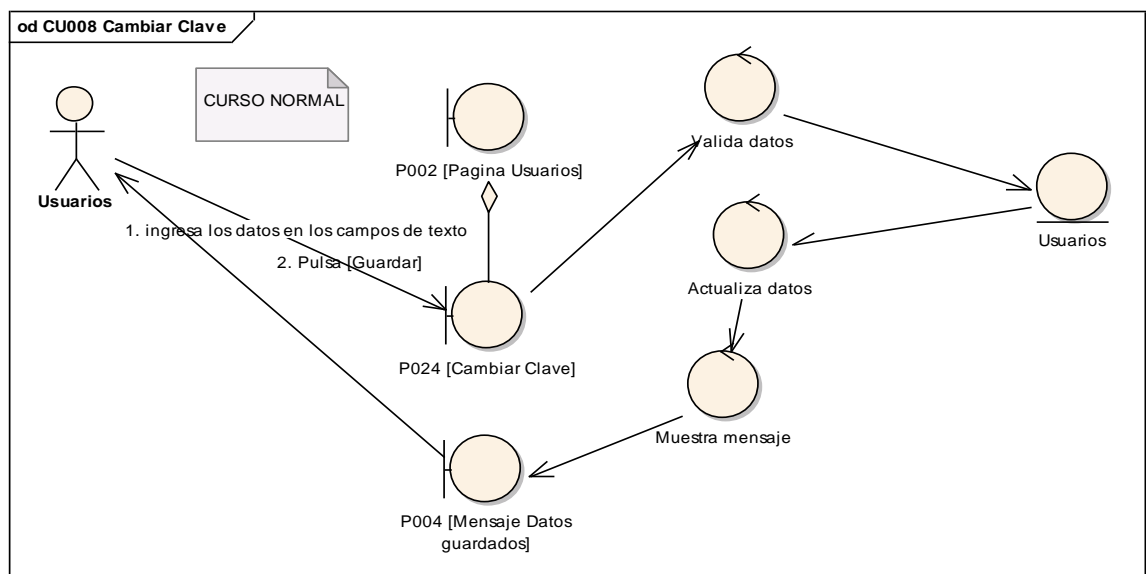 od CU008 Cambiar Clave
CURSO NORMAL
Valida datos
P002 [Pagina Usuarios]
Usuarios
1. ingresa los datos en los campos de texto
Usuarios
2. Pulsa [Guardar]
Actualiza datos
P024 [Cambiar Clave]
Muestra mensaje
P004 [Mensaje Datos
guardados]